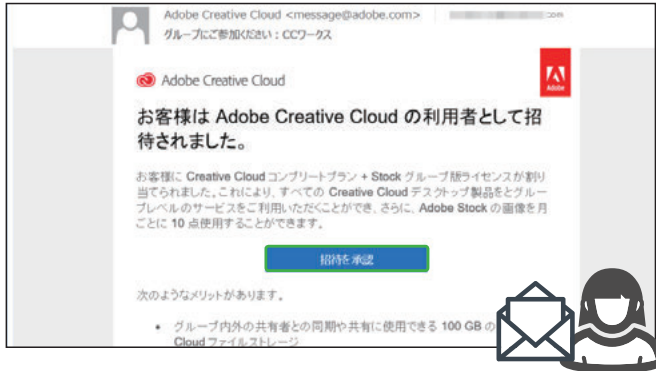 Adobe Creative Cloud <message@adobe.com>
グループにご参加ください : CCワークス
Adobe Creative Cloud
Adobe
お客様は Adobe Creative Cloud の利用者として招
待されました。
お客様に Creative Cloud コンプリートプラン + Stock グループ版ライセンスが割り
当てられました。これにより、すべての Creative Cloud デスクトップ製品をとグルー
プレベルのサービスをご利用いただくことができ、さらに、Adobe Stock の画像を月
ごとに 10 点使用することができます。
招待を承認
次のようなメリットがあります。
• グループ内外の共有者との同期や共有に使用できる 100 GB の
Cloud ファイルストレージ